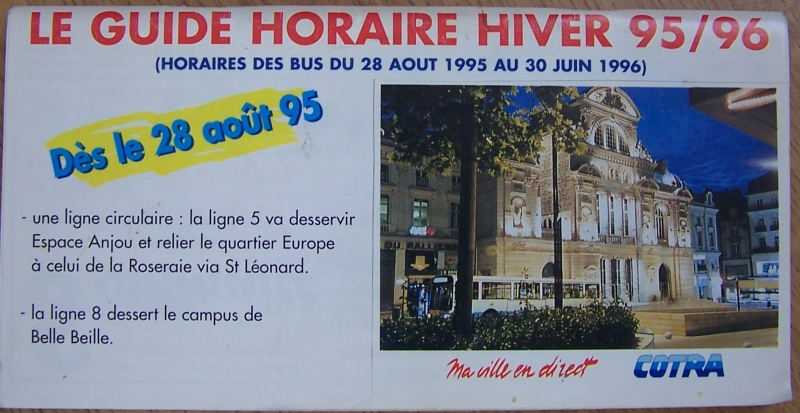 LE GUIDE HORAIRE HIVER 95/96
(HORAIRES DES BUS DU 28 AOUT 1995 AU 30 JUIN 1996)
Dès le 28 août 95
- une ligne circulaire : la ligne 5 va desservir
Espace Anjou et relier le quartier Europe
à celui de la Roseraie via St Léonard.
- la ligne 8 dessert le campus de
Belle Beille.
DU RALLIEMENT
Ma ville en direct
COTRA